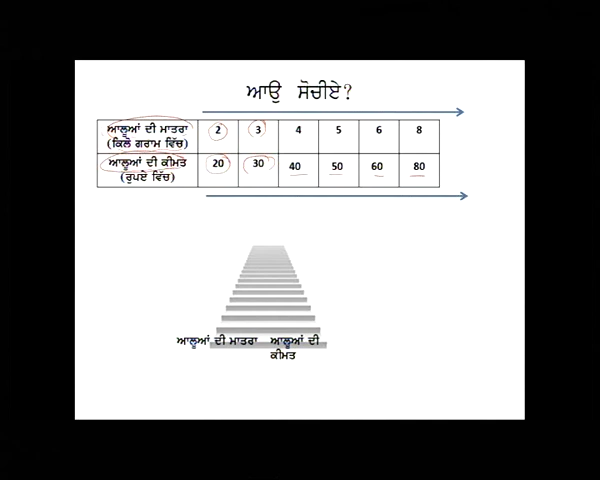 ਆਉ ਸੋਚੀਏ?
ਆਲੂਆਂ ਦੀ ਮਾਤਰਾ 2 3 4 5 6 8
(ਕਿਲੋ ਗਰਾਮ ਵਿੱਚ)
ਆਲੂਆਂ ਦੀ ਕੀਮਤ 20 30 40 50 60 80
(ਰੁਪਏ ਵਿੱਚ)
ਆਲੂਆਂ ਦੀ ਮਾਤਰਾ ਆਲੂਆਂ ਦੀ
ਕੀਮਤ